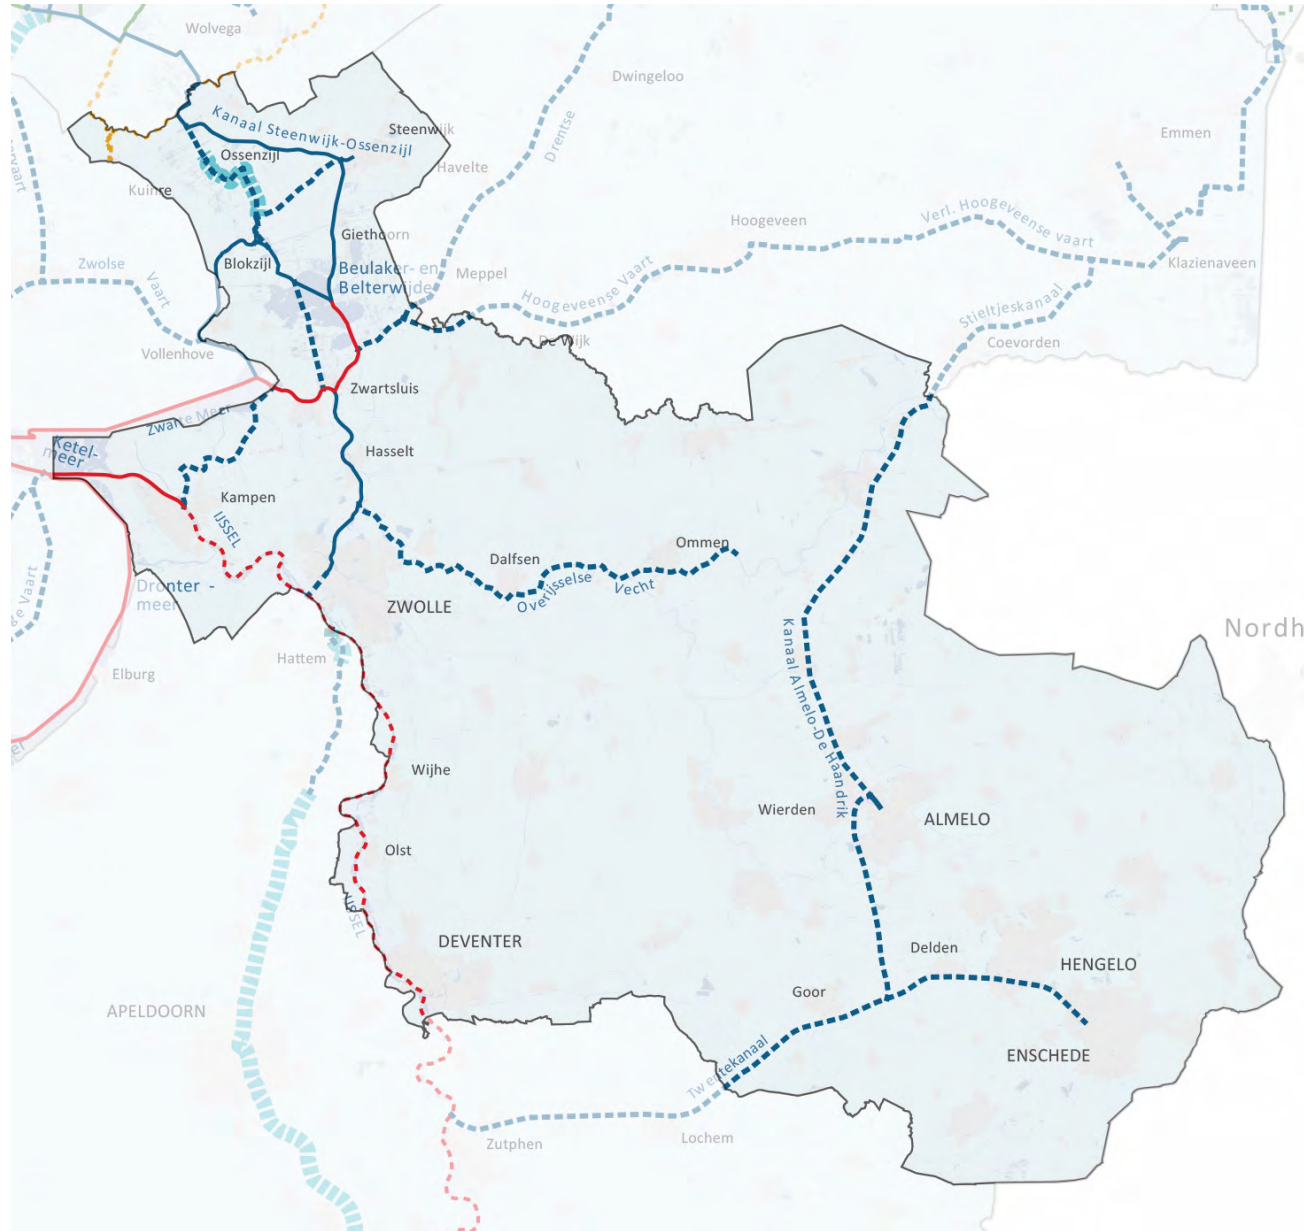 Wolvega
Dwingeloo
Drentse
Kanaal Steenwijk-Ossenzijl
Steenwijk
Emmen
Ossenzijl
Havelte
Kuinre
Hoogeveen
Verl. Hoogeveense vaart
Giethoorn
Zwolse
Vaart
Blokzijl
Beulaker- en
Belterwijde
Meppel
Hoogeveense Vaart
Klazienaveen
Stieltjeskanaal
De Wijk
Coevorden
Vollenhove
Zwartsluis
Zwarte Meer
Ketel-
meer
Hasselt
Kampen
IJSSEL
Ommen
Dalfsen
Overijsselse
Vecht
Dronter -
meer
ZWOLLE
Nordh
Hattem
Elburg
Kanaal Almelo-De Haandrik
Wijhe
Wierden
ALMELO
Olst
IJSSEL
DEVENTER
Delden
HENGELO
Goor
APELDOORN
ENSCHEDE
Twentekanaal
Zutphen
Lochem